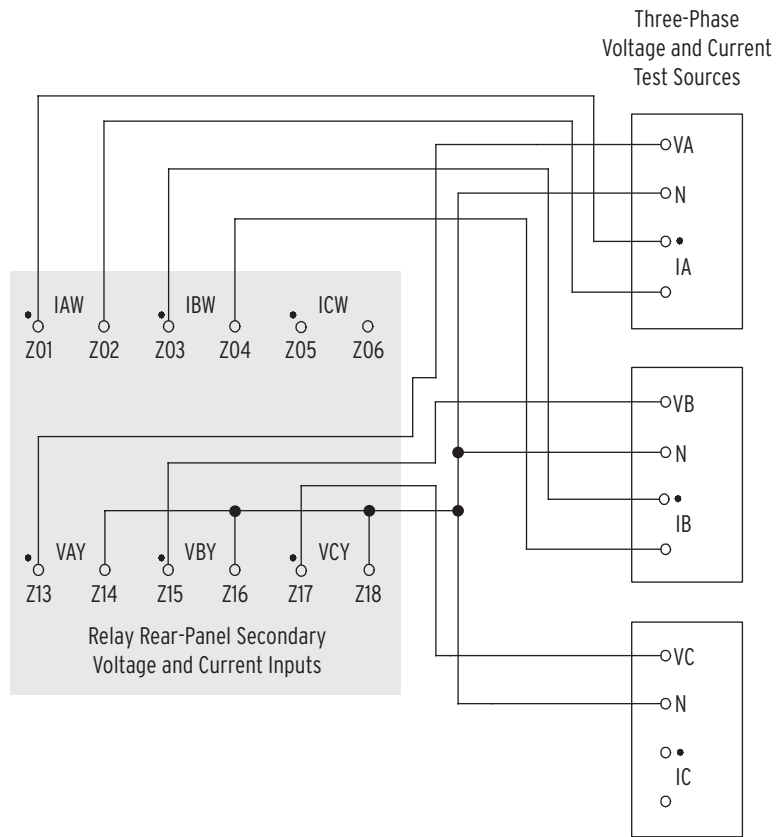 Three-Phase
Voltage and Current
Test Sources
VA
N
IA
IAW IBW ICW
Z01 Z02 Z03 Z04 Z05 Z06
VB
N
IB
VAY VBY VCY
Z13 Z14 Z15 Z16 Z17 Z18
Relay Rear-Panel Secondary
Voltage and Current Inputs
VC
N
IC